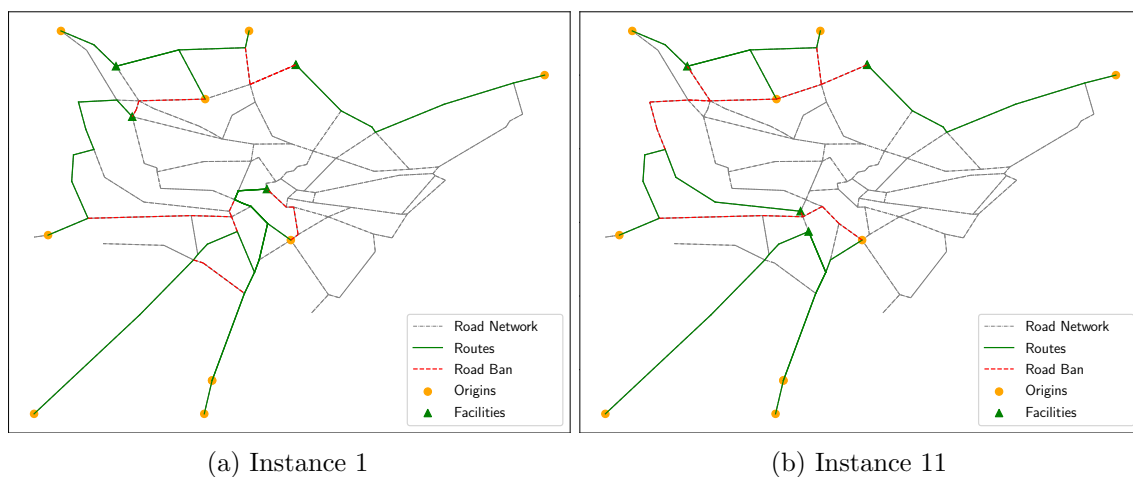 Road Network
Routes
Road Ban
Origins
Facilities
Road Network
Routes
Road Ban
Origins
Facilities
(a) Instance 1
(b) Instance 11